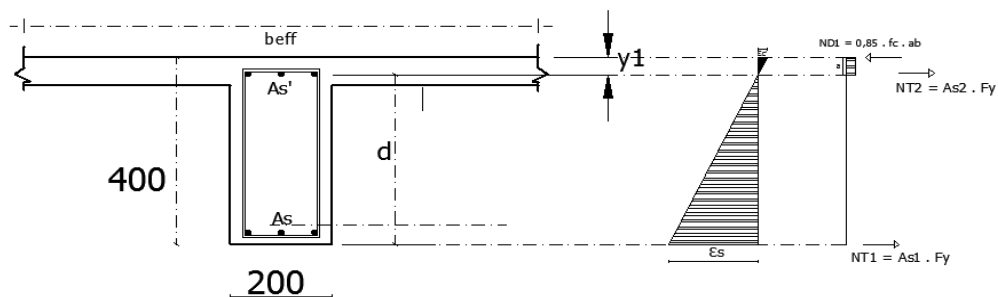 beff
y1
ND1 = 0,85 . fc . ab
NT2 = As2 . Fy
As'
d
400
As
εs
NT1 = As1 . Fy
200